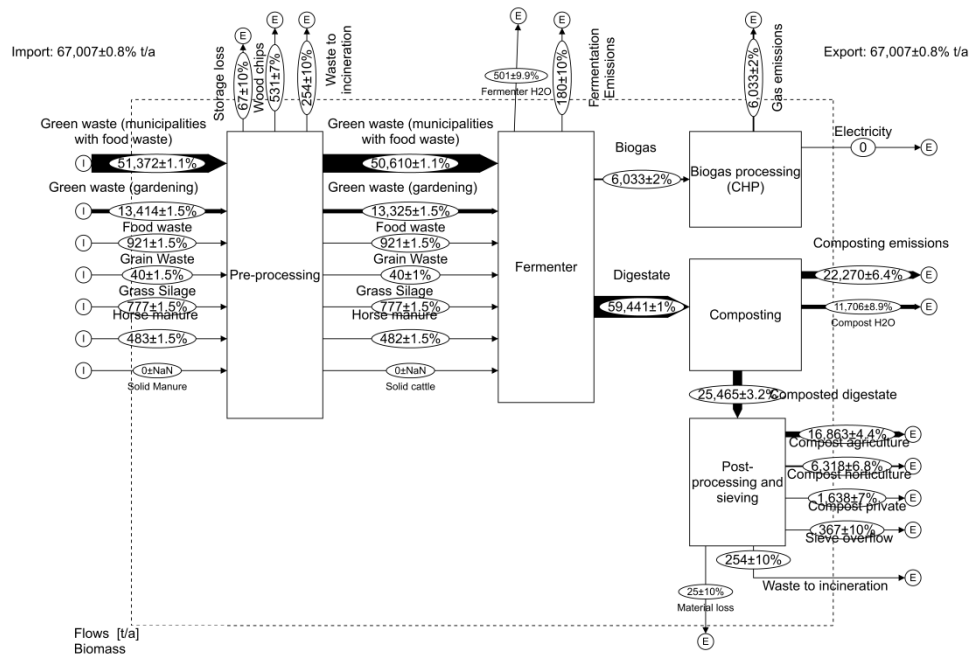 Import: 67,007±0.8% t/a
Export: 67,007±0.8% t/a
E
E
E
E
E
E
Storage loss
67±10%
Wood chips
531±7%
254±10%
Waste to
incineration
501±9.9%
Fermenter H2O
180±10%
Fermentation
Emissions
6,033±2%
Gas emissions
Green waste (municipalities
with food waste)
I
51,372±1.1%
Green waste (gardening)
I
13,414±1.5%
Food waste
I
921±1.5%
Grain Waste
I
40±1.5%
Grass Silage
I
777±1.5%
Horse manure
I
483±1.5%
I
0±NaN
Solid Manure
Pre-processing
Green waste (municipalities
with food waste)
50,610±1.1%
Green waste (gardening)
13,325±1.5%
Food waste
921±1.5%
Grain Waste
40±1%
Grass Silage
777±1.5%
Horse manure
482±1.5%
0±NaN
Solid cattle
Fermenter
Biogas
6,033±2%
Biogas processing
(CHP)
Electricity
0
E
Digestate
59,441±1%
Composting
Composting emissions
22,270±6.4%
E
11,706±8.9%
E
Compost H2O
25,465±3.2%
Composted digestate
Post-
processing and
sieving
16,863±4.4%
E
Compost agriculture
6,318±6.8%
E
Compost horticulture
1,638±7%
E
Compost private
367±10%
E
Sieve overflow
254±10%
E
Waste to incineration
25±10%
Material loss
E
Flows [t/a]
Biomass